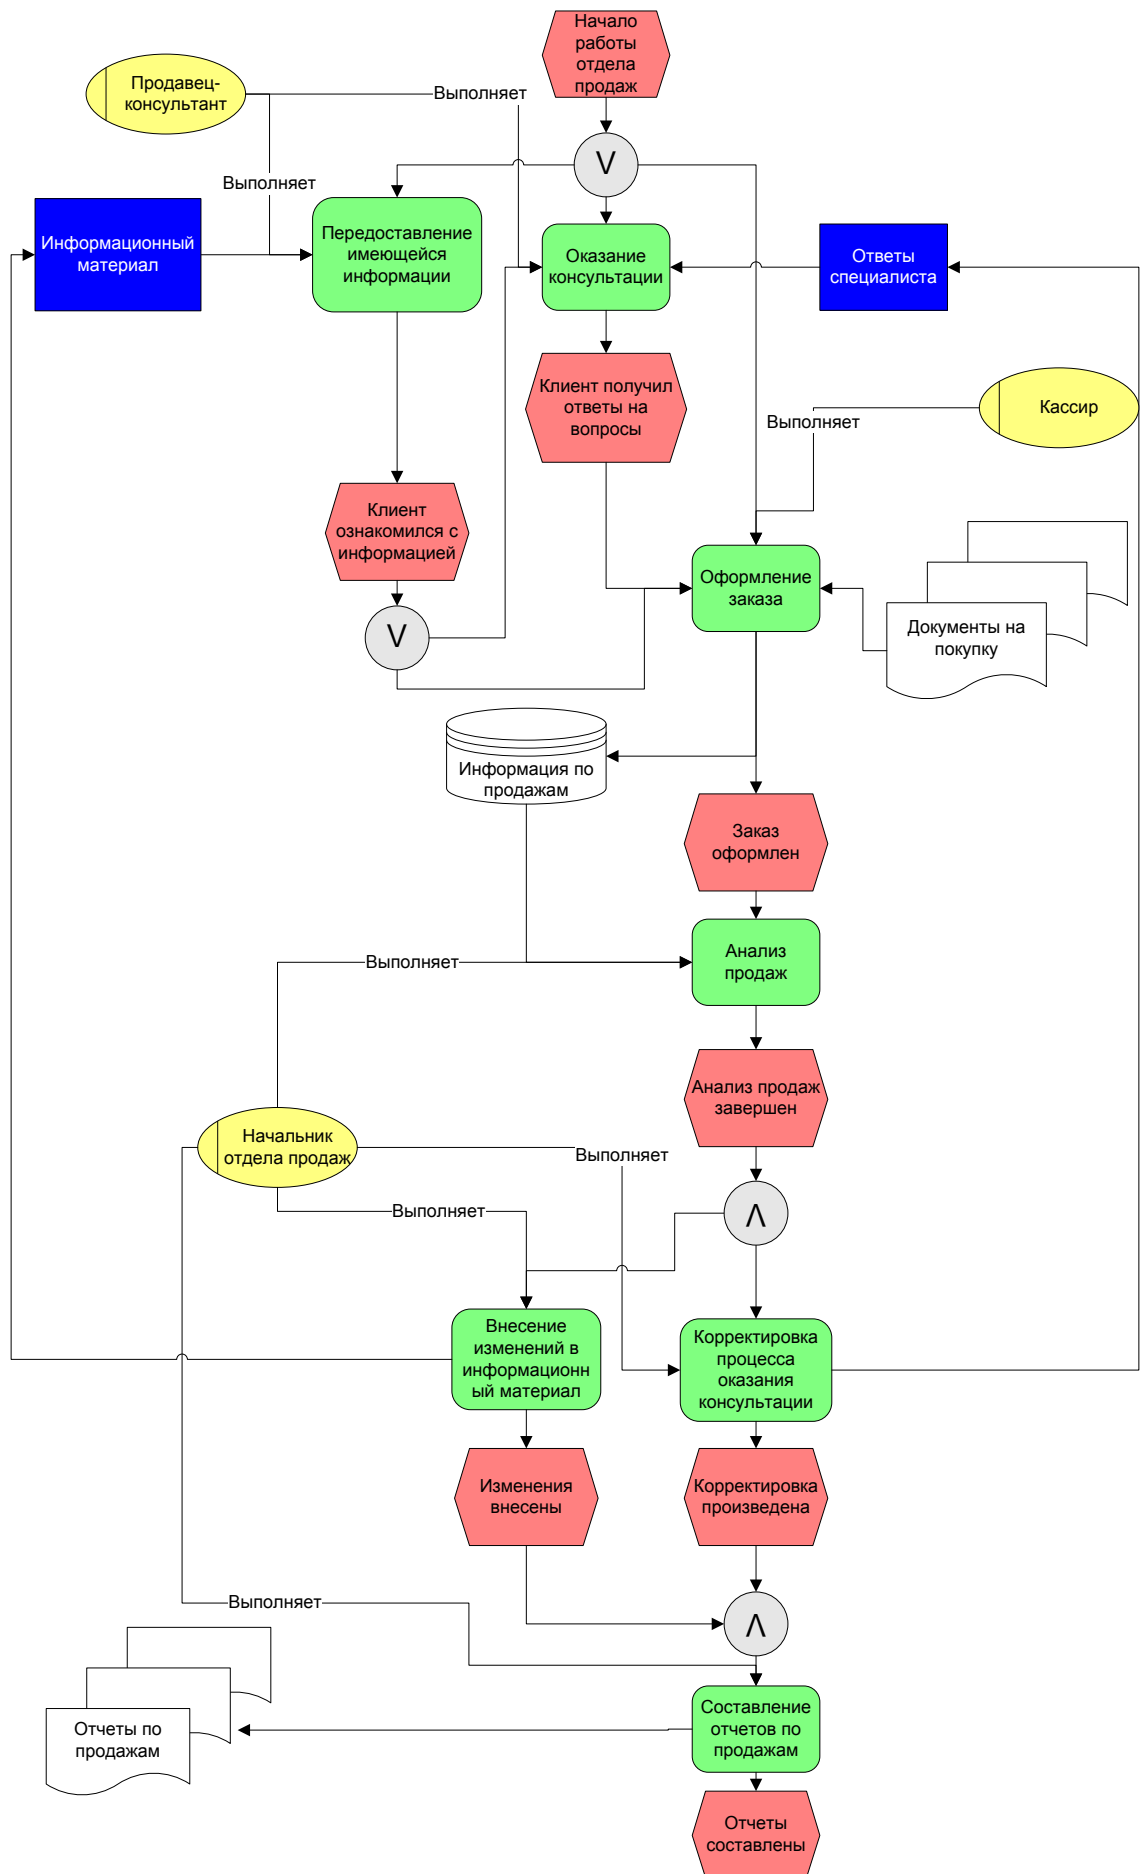 Начало
работы
отдела
продаж
Продавец-
консультант
Выполняет
V
Выполняет
Информационный
материал
Передоставление
имеющейся
информации
Оказание
консультации
Ответы
специалиста
Клиент получил
ответы на
вопросы
Кассир
Выполняет
Клиент
ознакомился с
информацией
V
Оформление
заказа
Документы на
покупку
Информация по
продажам
Заказ
оформлен
Выполняет
Анализ
продаж
Анализ продаж
завершен
Начальник
отдела продаж
Выполняет
Выполняет
Λ
Внесение
изменений в
информационн
ый материал
Корректировка
процесса
оказания
консультации
Изменения
внесены
Корректировка
произведена
Выполняет
Λ
Отчеты по
продажам
Составление
отчетов по
продажам
Отчеты
составлены